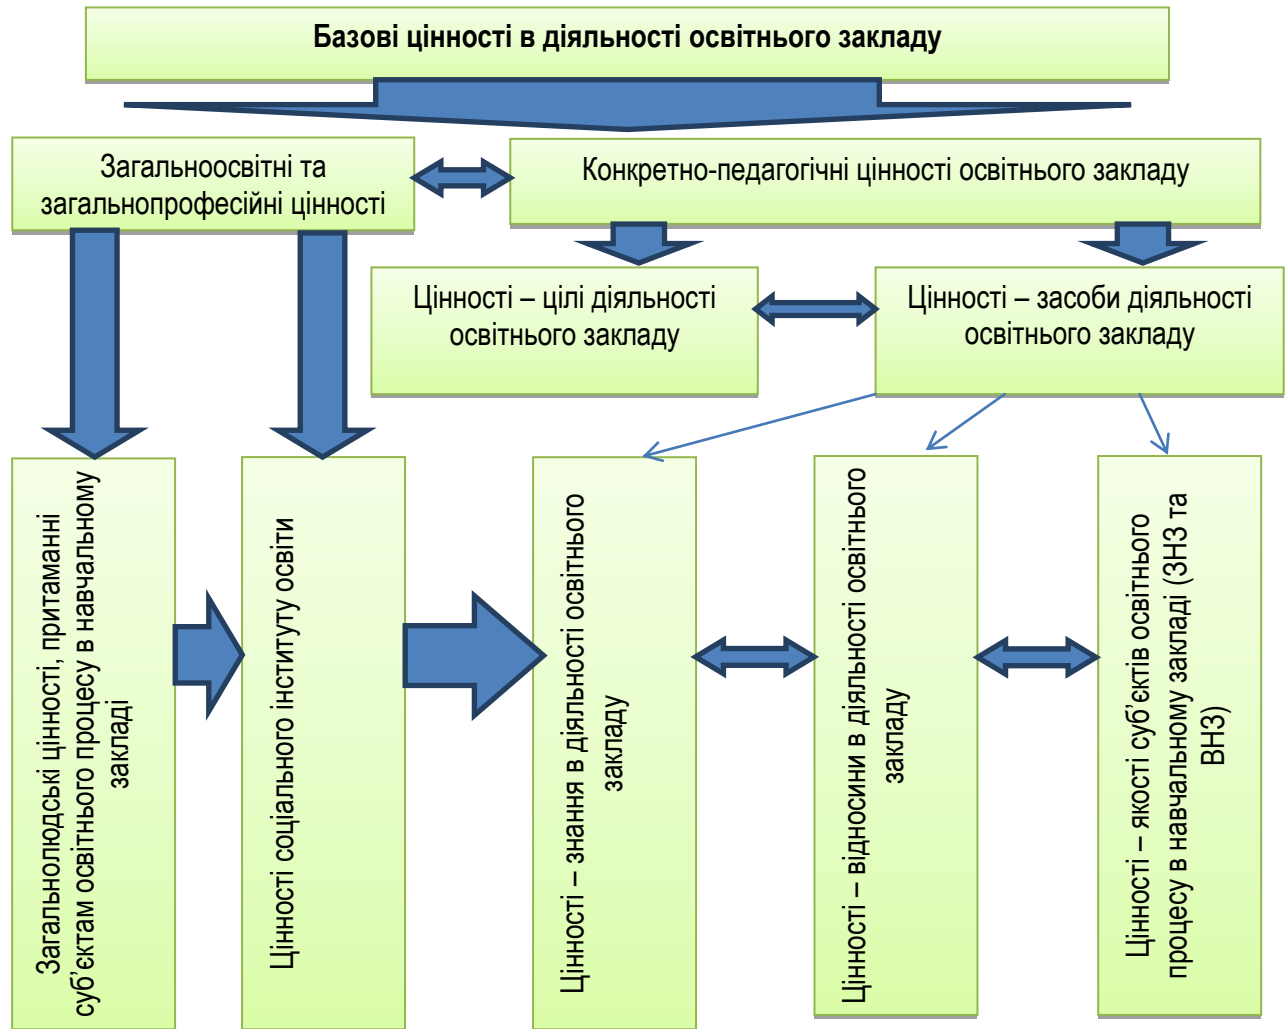 Базові цінності в діяльності освітнього закладу
Загальноосвітні та
загальнопрофесійні цінності
Конкретно-педагогічні цінності освітнього закладу
Цінності – цілі діяльності
освітнього закладу
Цінності – засоби діяльності
освітнього закладу
Загальнолюдські цінності, притаманні
суб’єктам освітнього процесу в навчальному
закладі
Цінності соціального інституту освіти
Цінності – знання в діяльності освітнього
закладу
Цінності – відносини в діяльності освітнього
закладу
Цінності – якості суб’єктів освітнього
процесу в навчальному закладі (ЗНЗ та
ВНЗ)